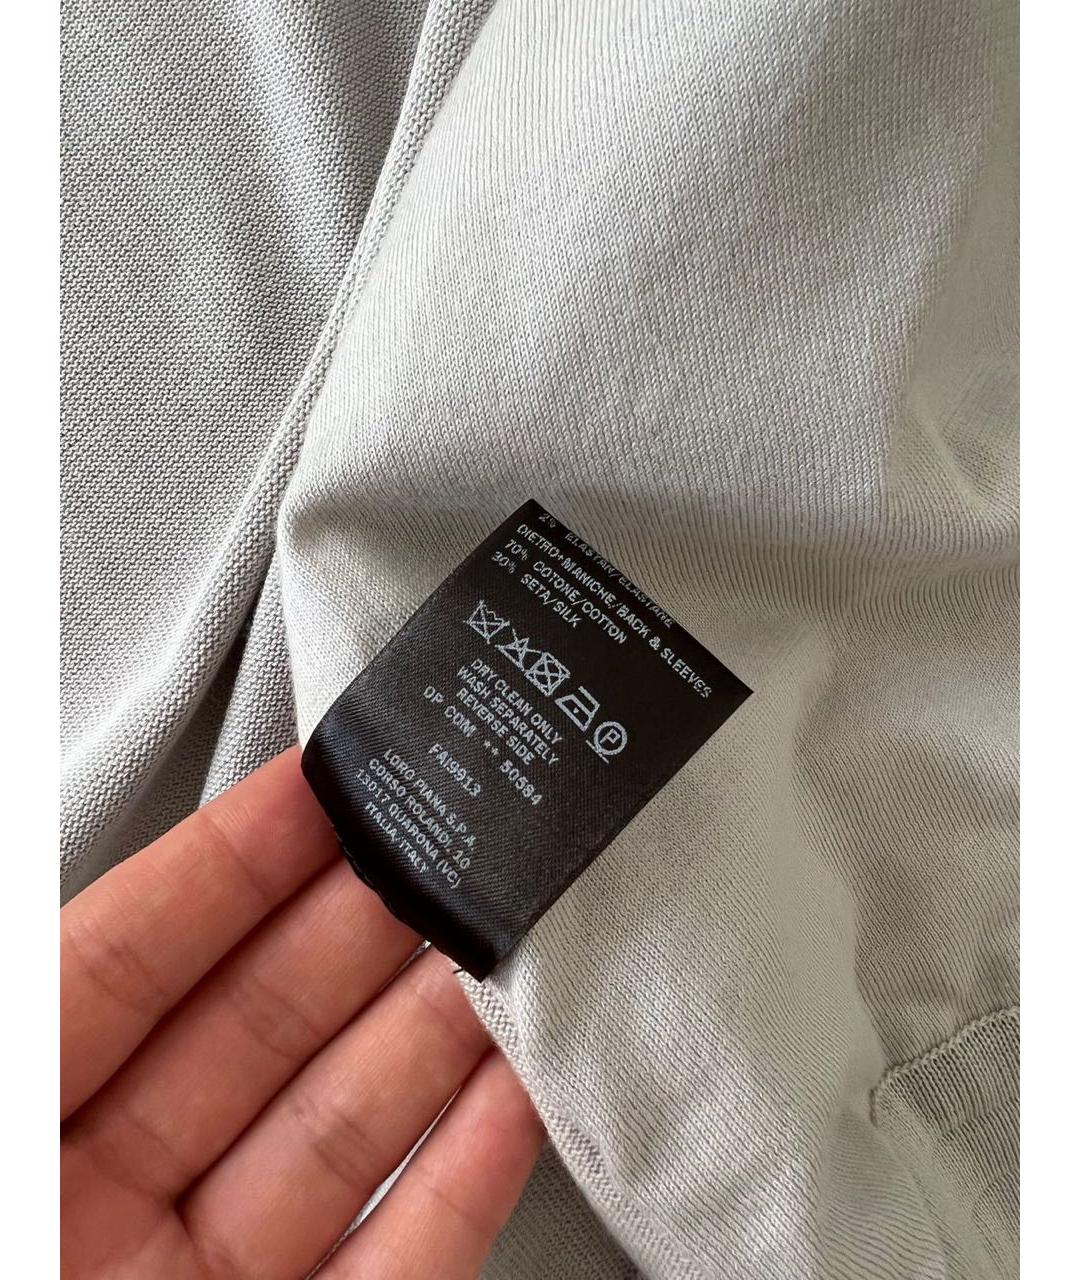 2% ELASTAN/ELASTANE
DIETRO+MANICHE/BACK & SLEEVES
70% COTONE/COTTON
30% SETA/SILK
P
DRY CLEAN ONLY
WASH SEPARATELY
REVERSE SIDE
OP COM ** 50594
FAI9913
LORO PIANA S.P.A.
CORSO ROLANDI, 10
13017 QUARONA (VC)
ITALIA/ITALY